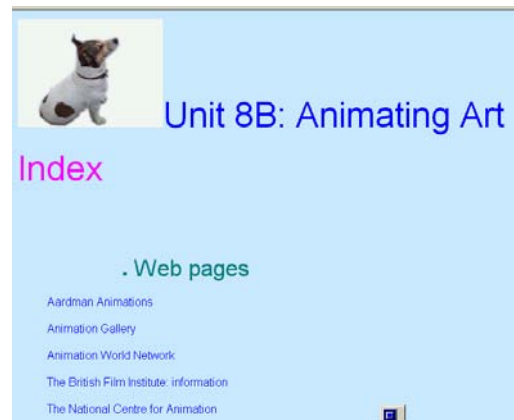 Unit 8B: Animating Art
Index
. Web pages
Aardman Animations
Animation Gallery
Animation World Network
The British Film Institute: information
The National Centre for Animation